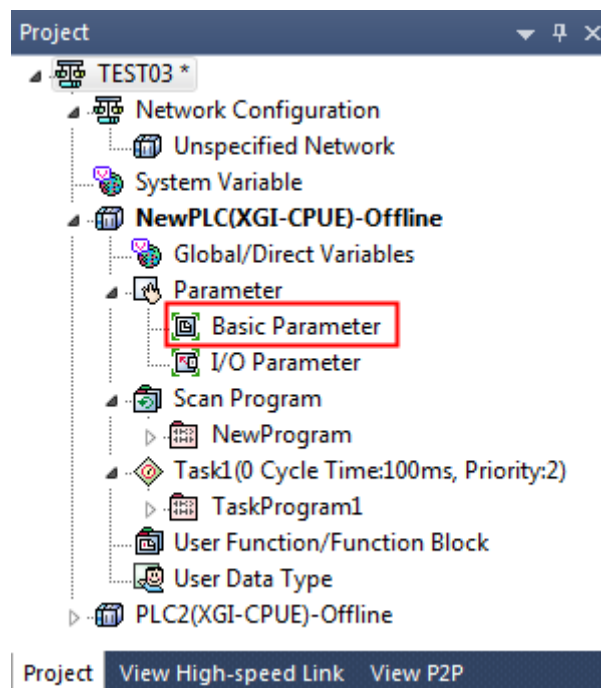 Project
TEST03 *
Network Configuration
Unspecified Network
System Variable
NewPLC(XGI-CPUE)-Offline
Global/Direct Variables
Parameter
Basic Parameter
I/O Parameter
Scan Program
NewProgram
Task1(0 Cycle Time:100ms, Priority:2)
TaskProgram1
User Function/Function Block
User Data Type
PLC2(XGI-CPUE)-Offline
Project View High-speed Link View P2P